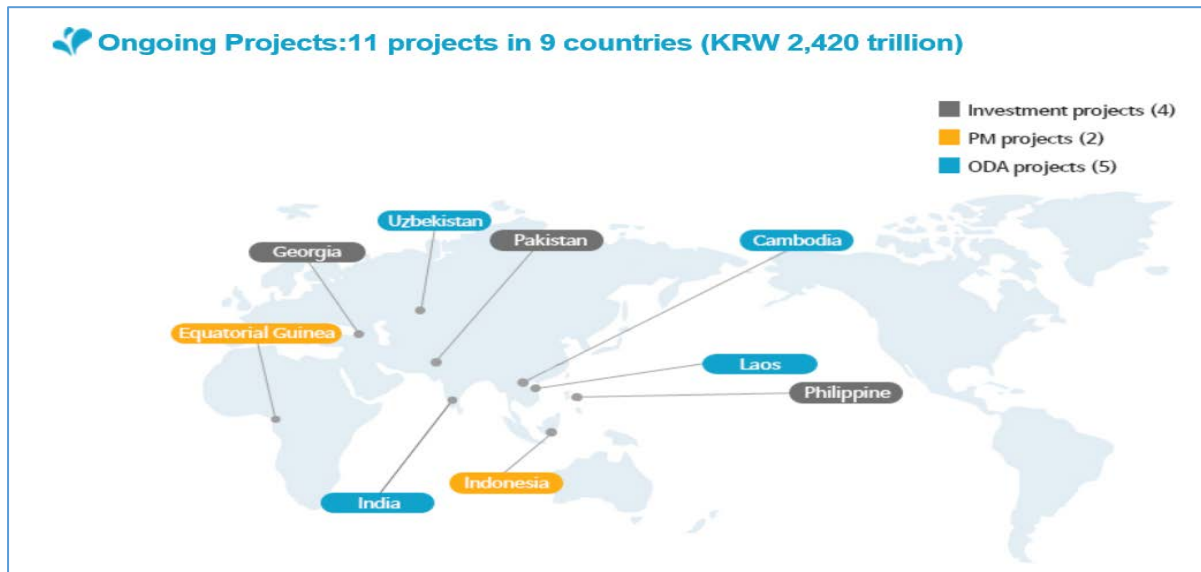 Ongoing Projects:11 projects in 9 countries (KRW 2,420 trillion)
Investment projects (4)
PM projects (2)
ODA projects (5)
Uzbekistan
Pakistan
Cambodia
Georgia
Equatorial Guinea
Laos
Philippine
Indonesia
India